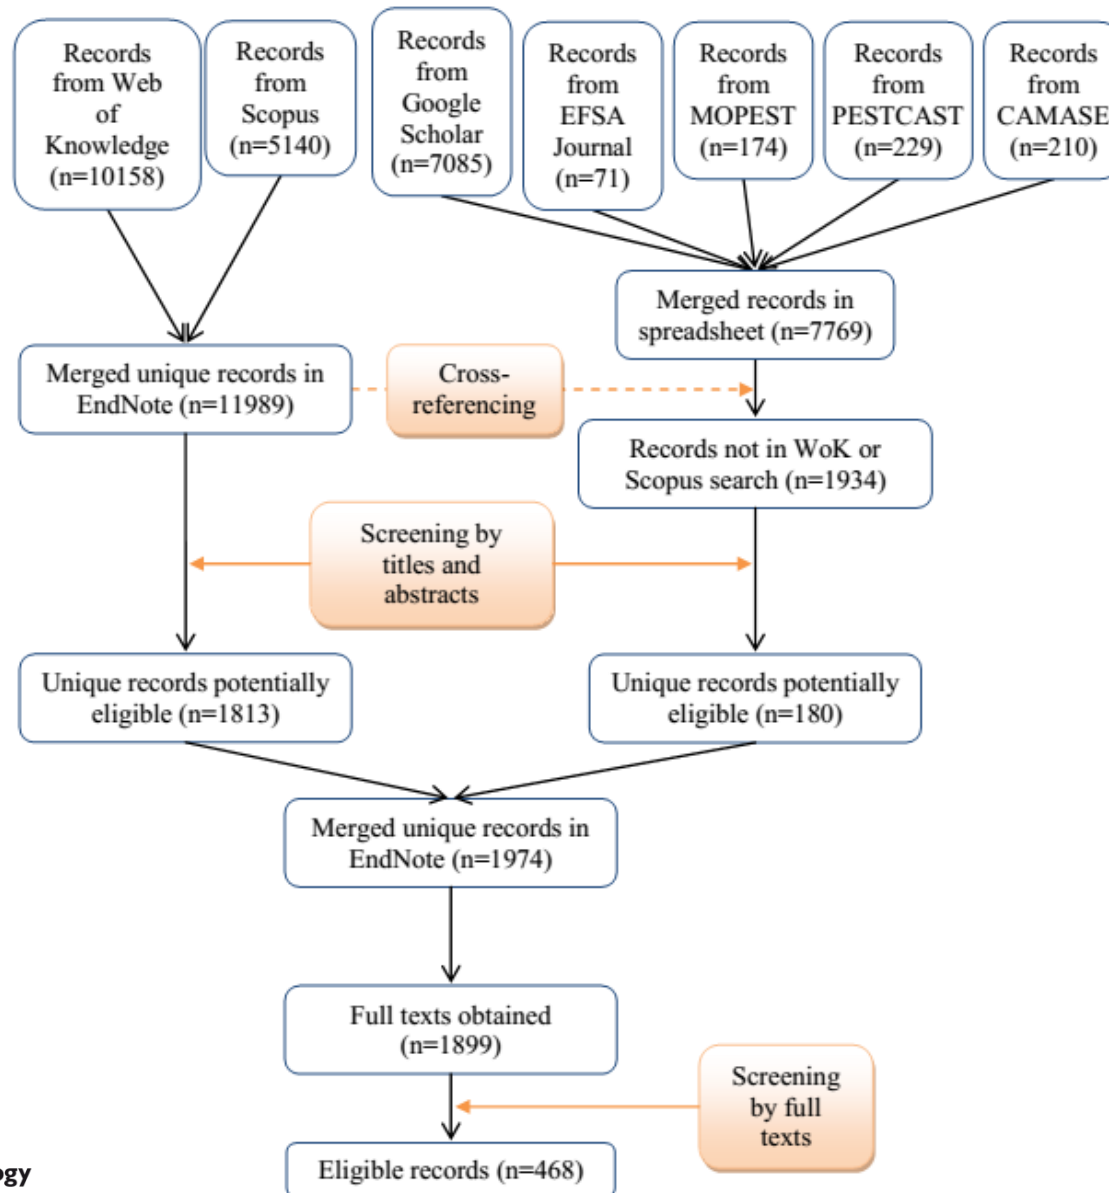 Records
from Web
of
Knowledge
(n=10158)
Records
from
Scopus
(n=5140)
Records
from
Google
Scholar
(n=7085)
Records
from
EFSA
Journal
(n=71)
Records
from
MOPEST
(n=174)
Records
from
PESTCAST
(n=229)
Records
from
CAMASE
(n=210)
Merged records in
spreadsheet (n=7769)
Merged unique records in
EndNote (n=11989)
Cross-
referencing
Records not in WoK or
Scopus search (n=1934)
Screening by
titles and
abstracts
Unique records potentially
eligible (n=1813)
Unique records potentially
eligible (n=180)
Merged unique records in
EndNote (n=1974)
Full texts obtained
(n=1899)
Screening
by full
texts
Eligible records (n=468)
ogy